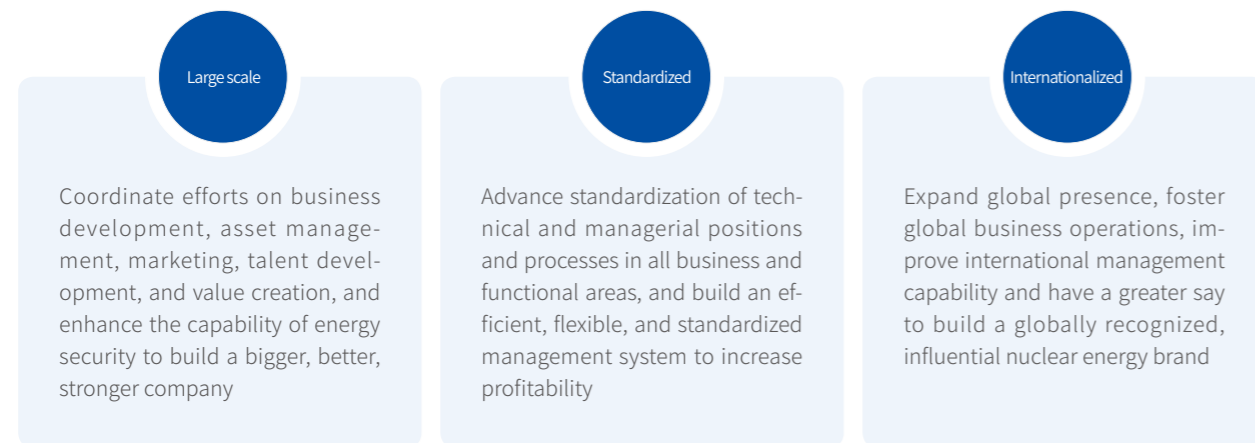 Large scale
Coordinate efforts on business
development, asset manage-
ment, marketing, talent devel-
opment, and value creation, and
enhance the capability of energy
security to build a bigger, better,
stronger company
Standardized
Advance standardization of tech-
nical and managerial positions
and processes in all business and
functional areas, and build an ef-
ficient, flexible, and standardized
management system to increase
profitability
Internationalized
Expand global presence, foster
global business operations, im-
prove international management
capability and have a greater say
to build a globally recognized,
influential nuclear energy brand